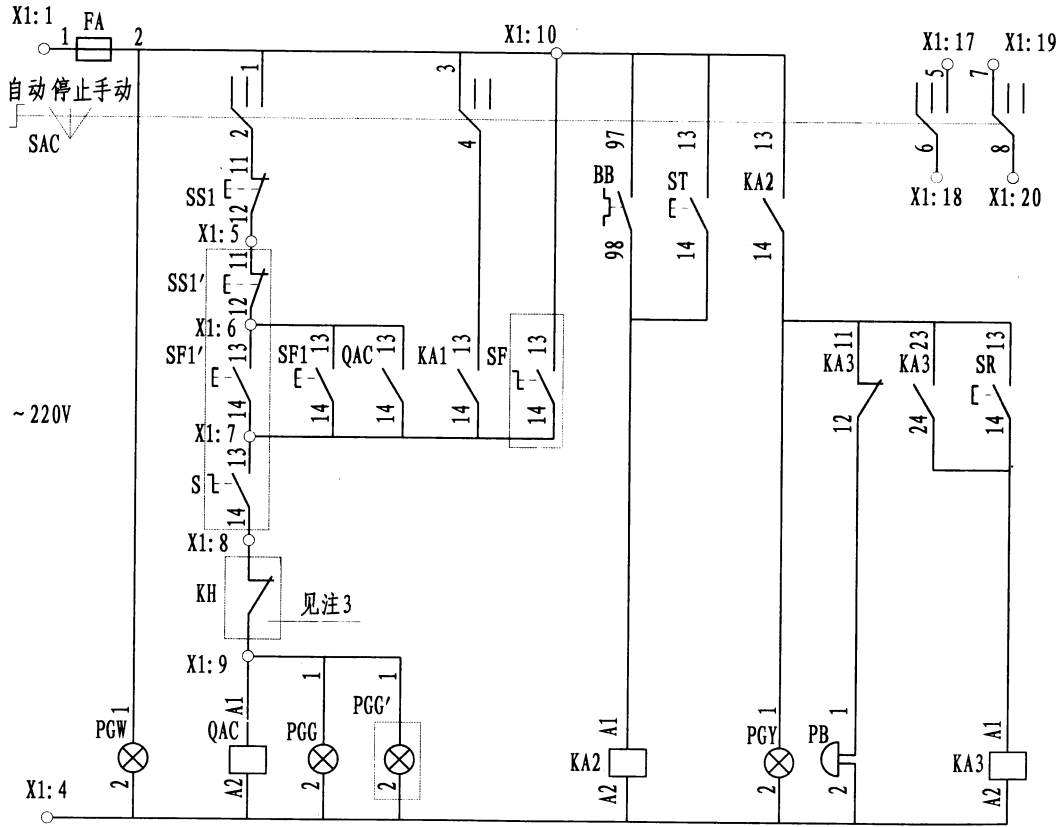 X1:1
1 FA 2
X1:10
X1:17 X1:19
自动 停止 手动
SAC
1 3 5 7
2 4 6 8
X1:18 X1:20
SS1 11 12
X1:5
SS1′ 11 12
X1:6
BB 97 98
ST 13 14
KA2 13 14
SF1′ 13 14
SF1 13 14
QAC 13 14
KA1 13 14
SF 13 14
KA3 11 12
KA3 23 24
SR 13 14
~220V
X1:7
S 13 14
X1:8
KH
见注3
X1:9
PGW 1 2
QAC A1 A2
PGG 1 2
PGG′ 1 2
KA2 A1 A2
PGY 1 2
PB 1 2
KA3 A1 A2
X1:4